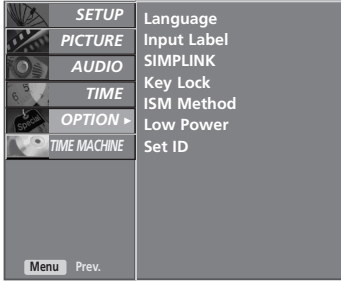 SETUP
PICTURE
AUDIO
TIME
OPTION ►
TIME MACHINE
Menu Prev.
Language
Input Label
SIMPLINK
Key Lock
ISM Method
Low Power
Set ID